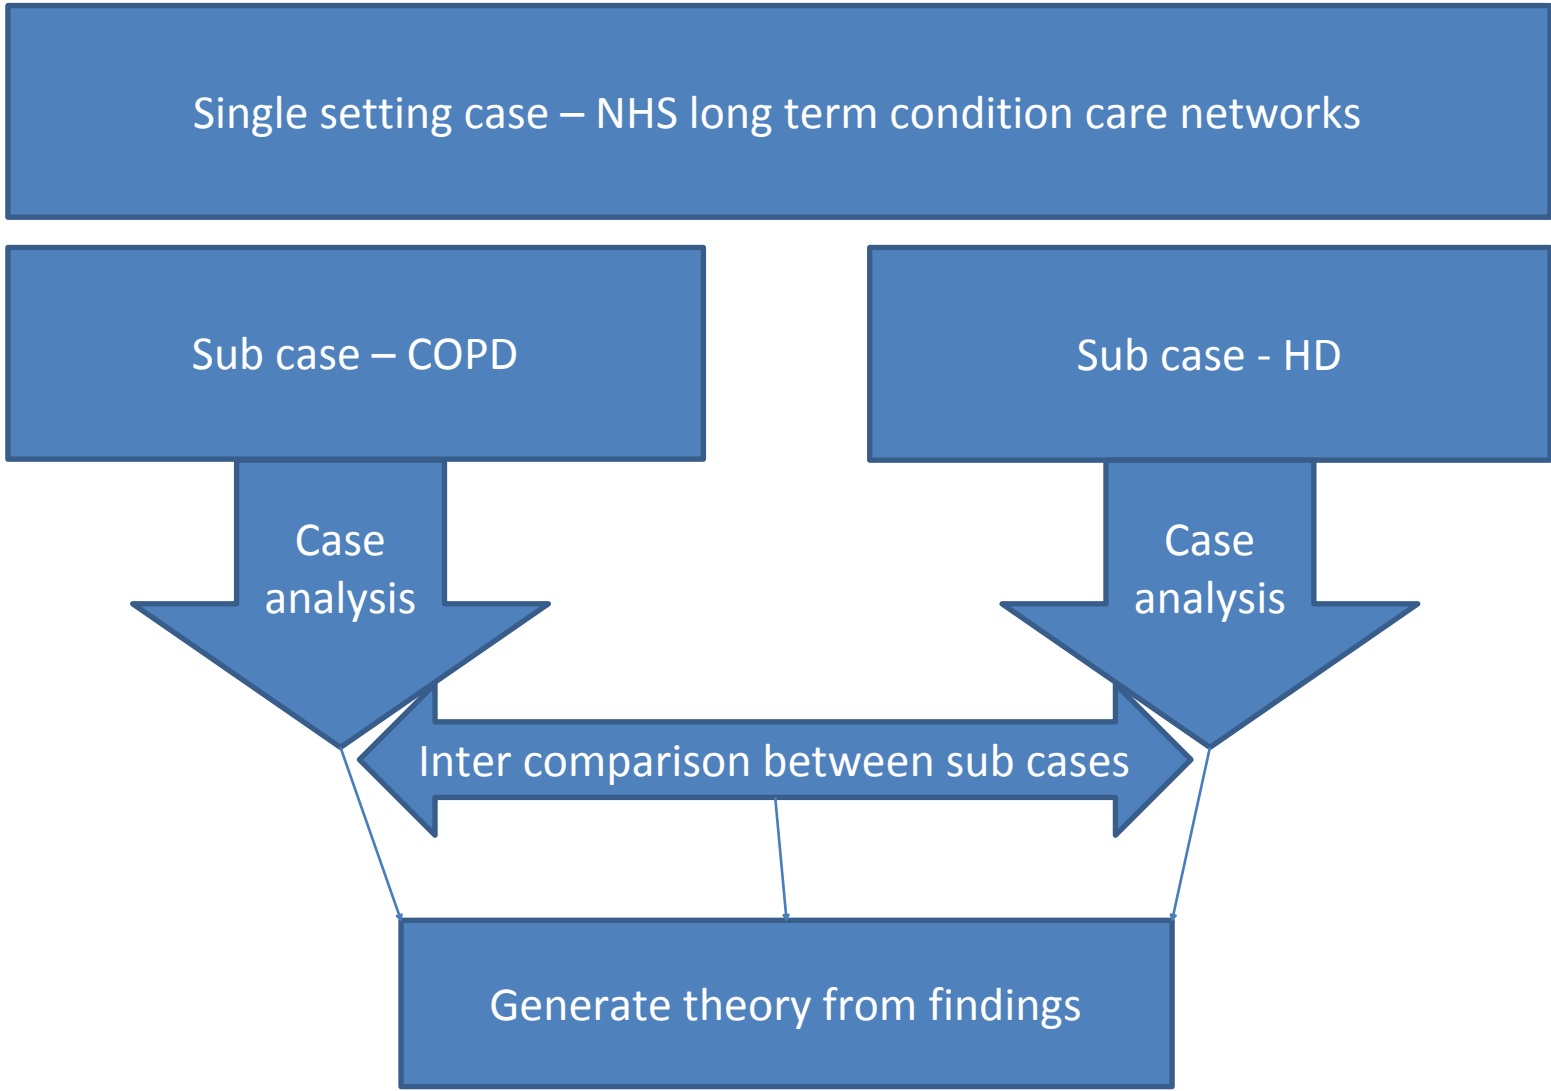 Single setting case – NHS long term condition care networks
Sub case – COPD
Sub case - HD
Case
analysis
Case
analysis
Inter comparison between sub cases
Generate theory from findings